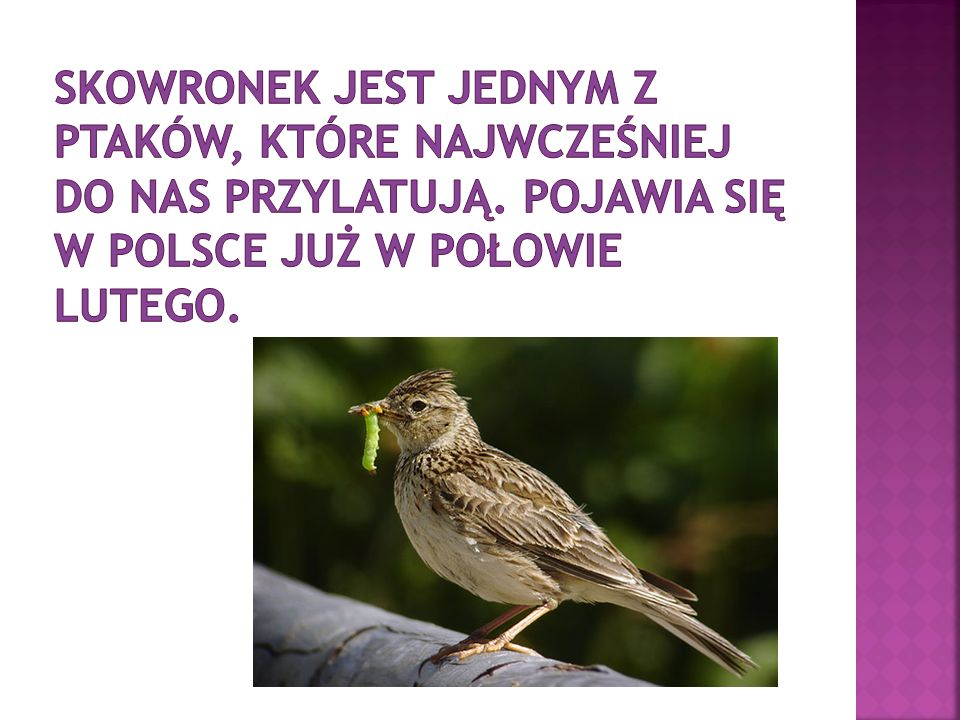 SKOWRONEK JEST JEDNYM Z
PTAKÓW, KTÓRE NAJWCZEŚNIEJ
DO NAS PRZYLATUJĄ. POJAWIA SIĘ
W POLSCE JUŻ W POŁOWIE
LUTEGO.